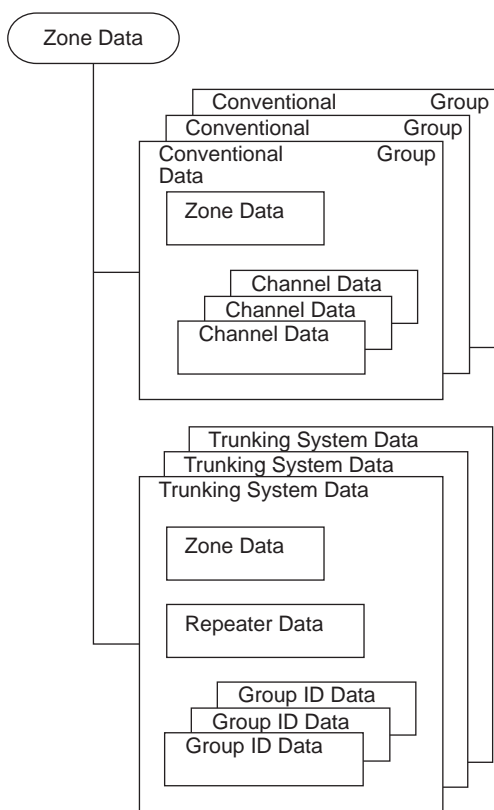 Zone Data
Conventional Group
Conventional Group
Conventional Group
Data
Zone Data
Channel Data
Channel Data
Channel Data
Trunking System Data
Trunking System Data
Trunking System Data
Zone Data
Repeater Data
Group ID Data
Group ID Data
Group ID Data